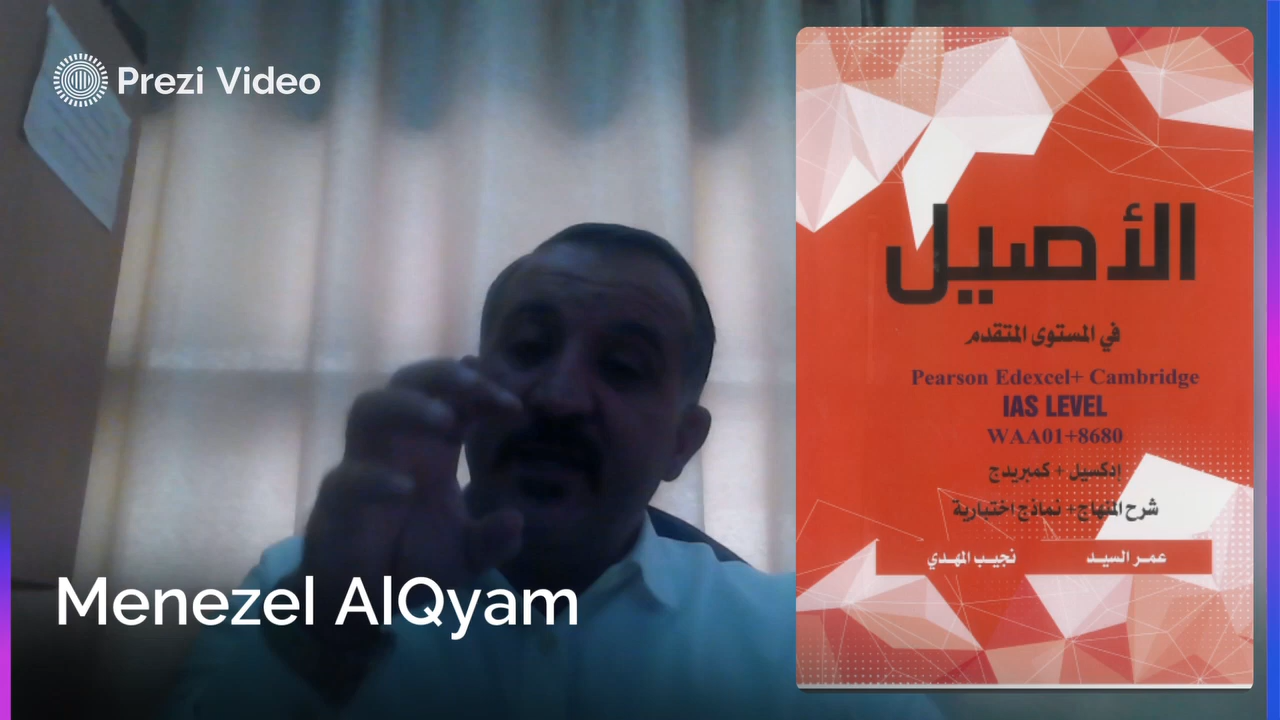 Prezi Video
Menezel AlQyam
الأصيل
في المستوى المتقدم
Pearson Edexcel+ Cambridge
IAS LEVEL
WAA01+8680
إدكسيل + كمبريدج
شرح المنهاج+ نماذج اختبارية
عمر السيد نجيب المهدي